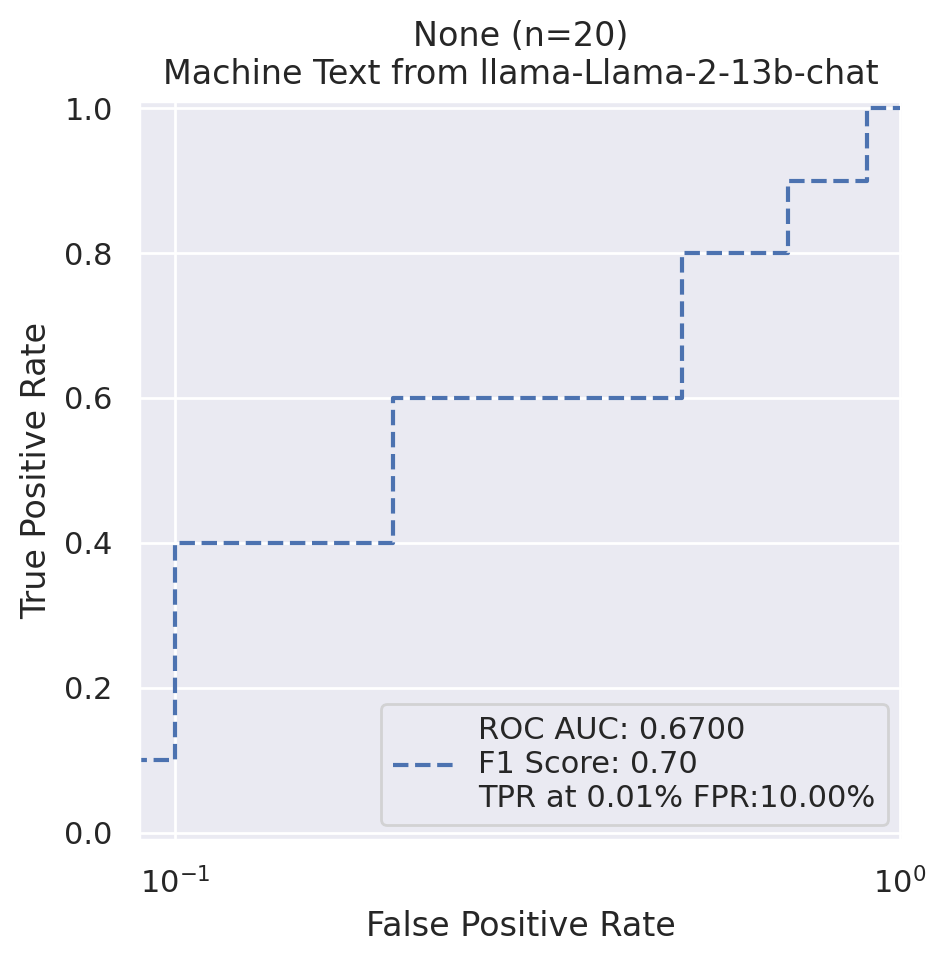 None (n=20)
Machine Text from llama-Llama-2-13b-chat
1.0
0.8
0.6
0.4
0.2
0.0
True Positive Rate
ROC AUC: 0.6700
F1 Score: 0.70
TPR at 0.01% FPR:10.00%
10⁻¹ 10⁰
False Positive Rate